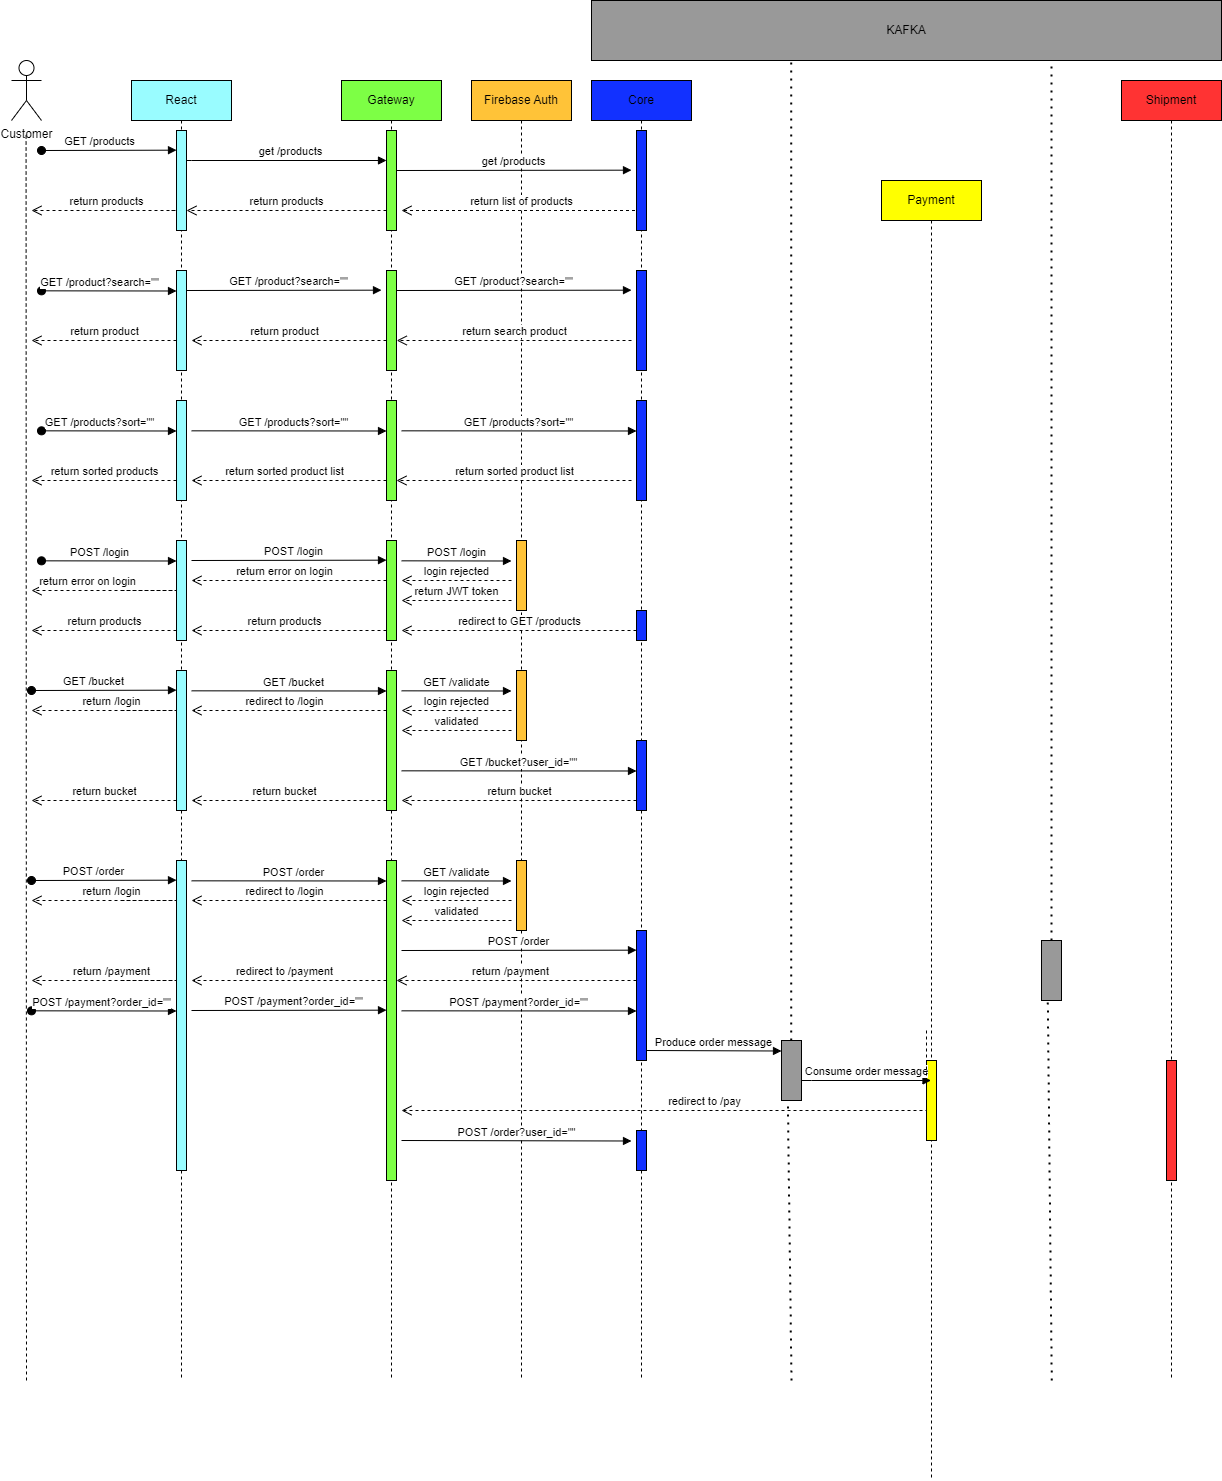 KAFKA
React
Gateway
Firebase Auth
Core
Shipment
Customer
GET /products
get /products
get /products
return products
return products
return list of products
Payment
GET /product?search=""
GET /product?search=""
GET /product?search=""
return product
return product
return search product
GET /products?sort=""
GET /products?sort=""
GET /products?sort=""
return sorted products
return sorted product list
return sorted product list
POST /login
POST /login
POST /login
return error on login
return error on login
login rejected
return JWT token
return products
return products
redirect to GET /products
GET /bucket
GET /bucket
GET /validate
return /login
redirect to /login
login rejected
validated
GET /bucket?user_id=""
return bucket
return bucket
return bucket
POST /order
POST /order
GET /validate
return /login
redirect to /login
login rejected
validated
POST /order
return /payment
redirect to /payment
return /payment
POST /payment?order_id=""
POST /payment?order_id=""
POST /payment?order_id=""
Produce order message
Consume order message
redirect to /pay
POST /order?user_id=""